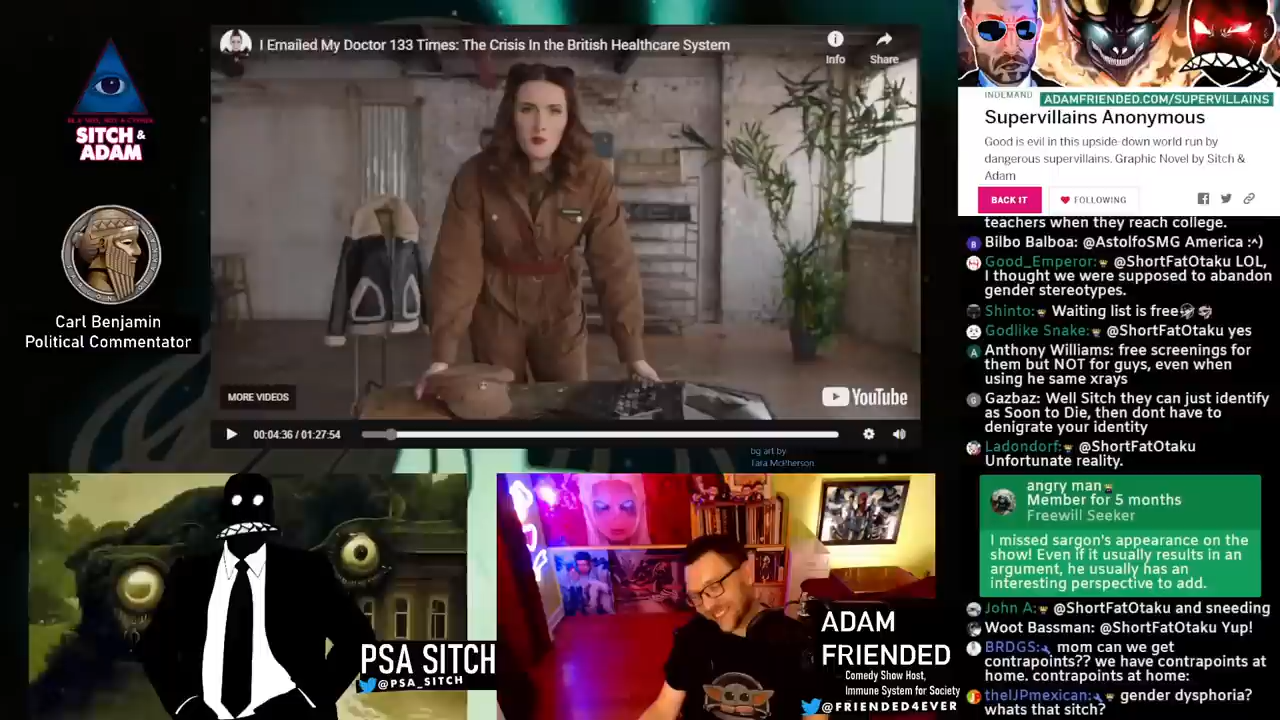 I Emailed My Doctor 133 Times: The Crisis In the British Healthcare System
Info
Share
MORE VIDEOS
YouTube
00:04:36 / 01:27:54
SITCH &
ADAM
Carl Benjamin
Political Commentator
bg art by
Tara McPherson
PSA SITCH
@PSA_SITCH
ADAM
FRIENDED
Comedy Show Host,
Immune System for Society
@FRIENDED4EVER
INDEMAND
ADAMFRIENDED.COM/SUPERVILLAINS
Supervillains Anonymous
Good is evil in this upside down world run by
dangerous supervillains. Graphic Novel by Sitch &
Adam
BACK IT
FOLLOWING
teachers when they reach college.
Bilbo Balboa: @AstolfoSMG America :^)
Good_Emperor: @ShortFatOtaku LOL,
I thought we were supposed to abandon
gender stereotypes.
Shinto: Waiting list is free
Godlike Snake: @ShortFatOtaku yes
Anthony Williams: free screenings for
them but NOT for guys, even when
using he same xrays
Gazbaz: Well Sitch they can just identify
as Soon to Die, then dont have to
denigrate your identity
Ladondorf: @ShortFatOtaku
Unfortunate reality.
angry man
Member for 5 months
Freewill Seeker
I missed sargon's appearance on the
show! Even if it usually results in an
argument, he usually has an
interesting perspective to add.
John A: @ShortFatOtaku and sneeding
Woot Bassman: @ShortFatOtaku Yup!
BRDGS: mom can we get
contrapoints?? we have contrapoints at
home. contrapoints at home:
theIJPmexican: gender dysphoria?
whats that sitch?